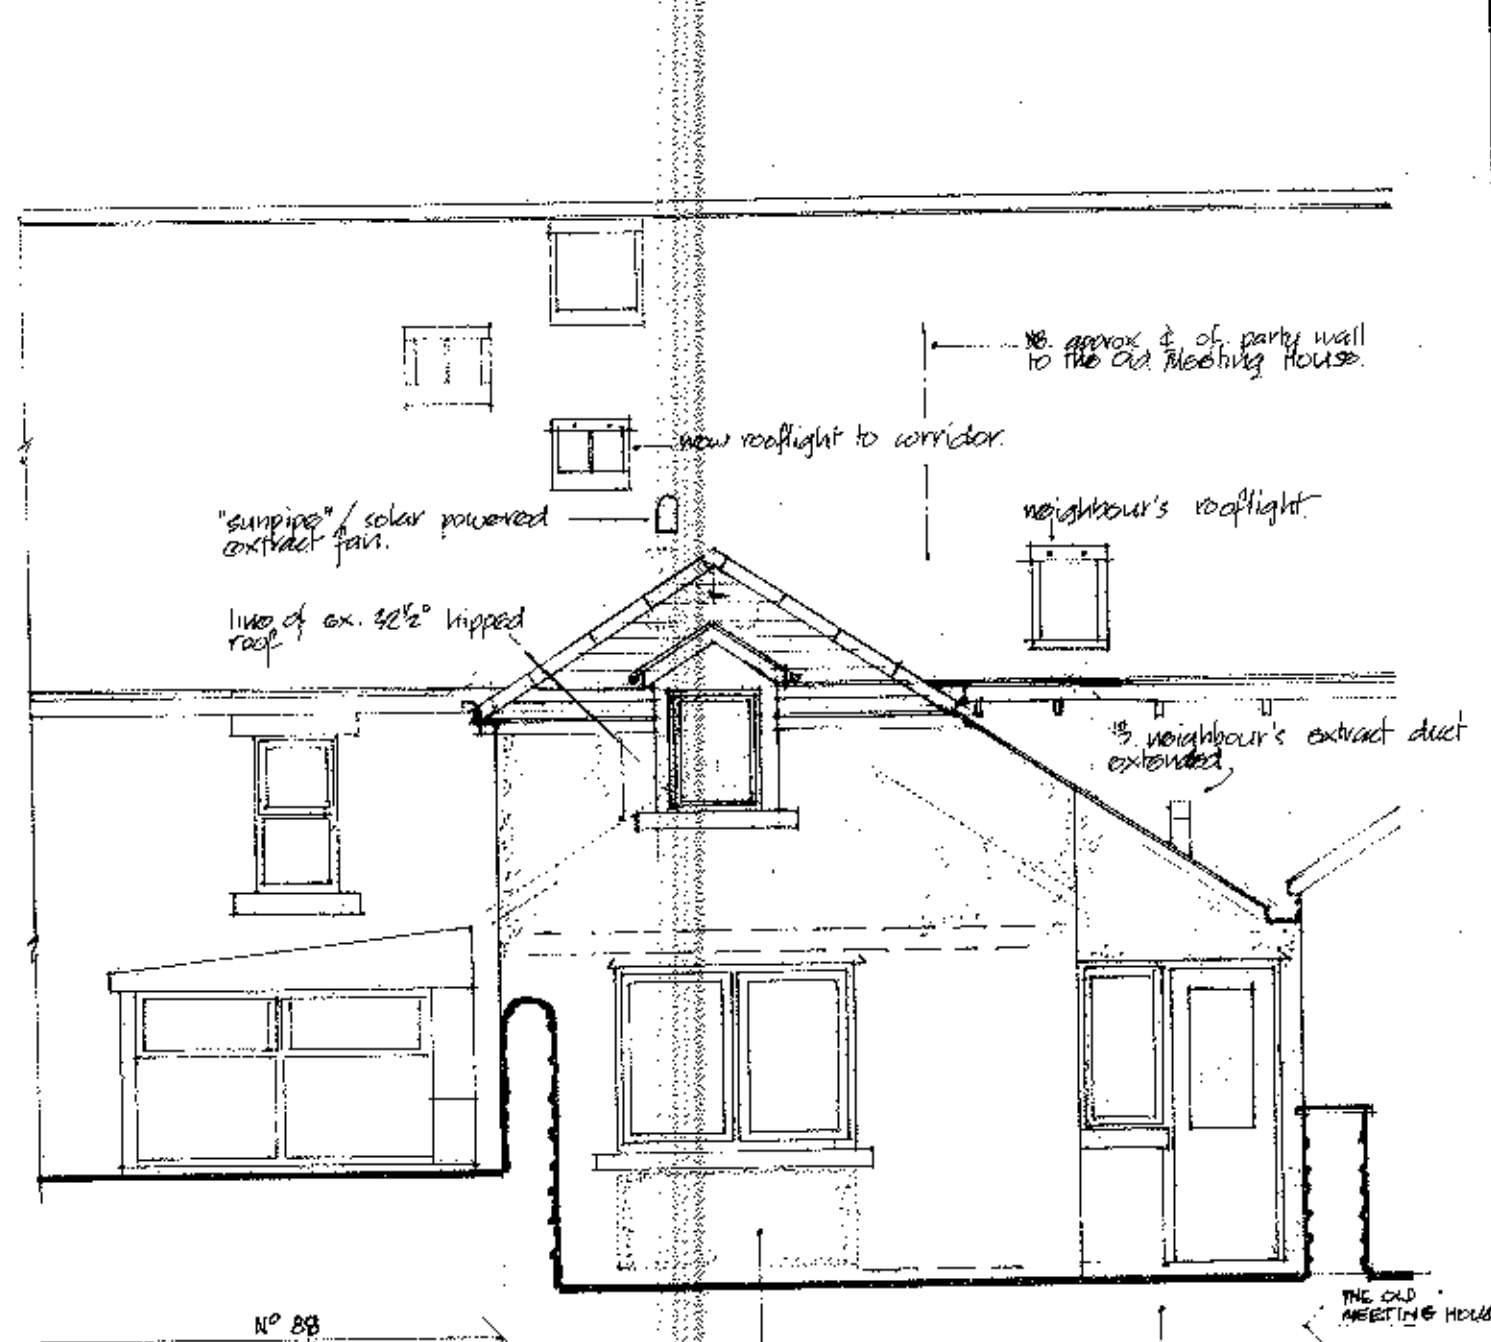 NB. approx ℄ of party wall
to the Old Meeting House.
new rooflight to corridor.
"sunpipe" / solar powered
extract fan.
neighbour's rooflight
line of ex. 32½° hipped
roof
neighbour's extract duct
extended
Nº 88
THE OLD
MEETING HOUS